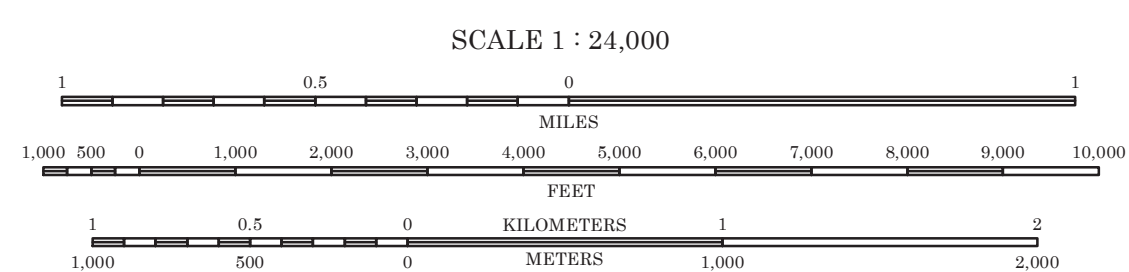 SCALE 1 : 24,000
1 0.5 0 1
MILES
1,000 500 0 1,000 2,000 3,000 4,000 5,000 6,000 7,000 8,000 9,000 10,000
FEET
1 0.5 0 KILOMETERS 1 2
1,000 500 0 METERS 1,000 2,000